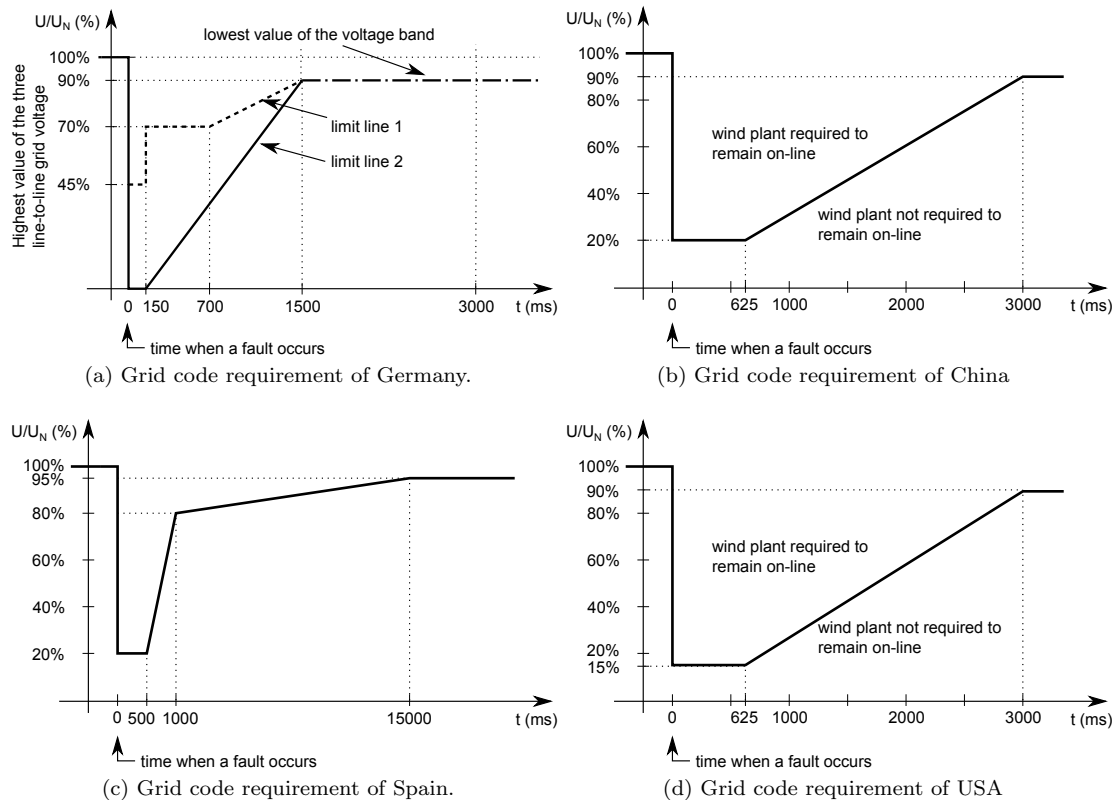 U/U_N (%)
lowest value of the voltage band
100%
90%
70%
45%
limit line 1
limit line 2
Highest value of the three
line-to-line grid voltage
0 150 700 1500 3000 t (ms)
time when a fault occurs
(a) Grid code requirement of Germany.
U/U_N (%)
100%
90%
80%
60%
40%
20%
wind plant required to
remain on-line
wind plant not required to
remain on-line
0 625 1000 2000 3000 t (ms)
time when a fault occurs
(b) Grid code requirement of China
U/U_N (%)
100%
95%
80%
20%
0 500 1000 15000 t (ms)
time when a fault occurs
(c) Grid code requirement of Spain.
U/U_N (%)
100%
90%
80%
60%
40%
20%
15%
wind plant required to
remain on-line
wind plant not required to
remain on-line
0 625 1000 2000 3000 t (ms)
time when a fault occurs
(d) Grid code requirement of USA